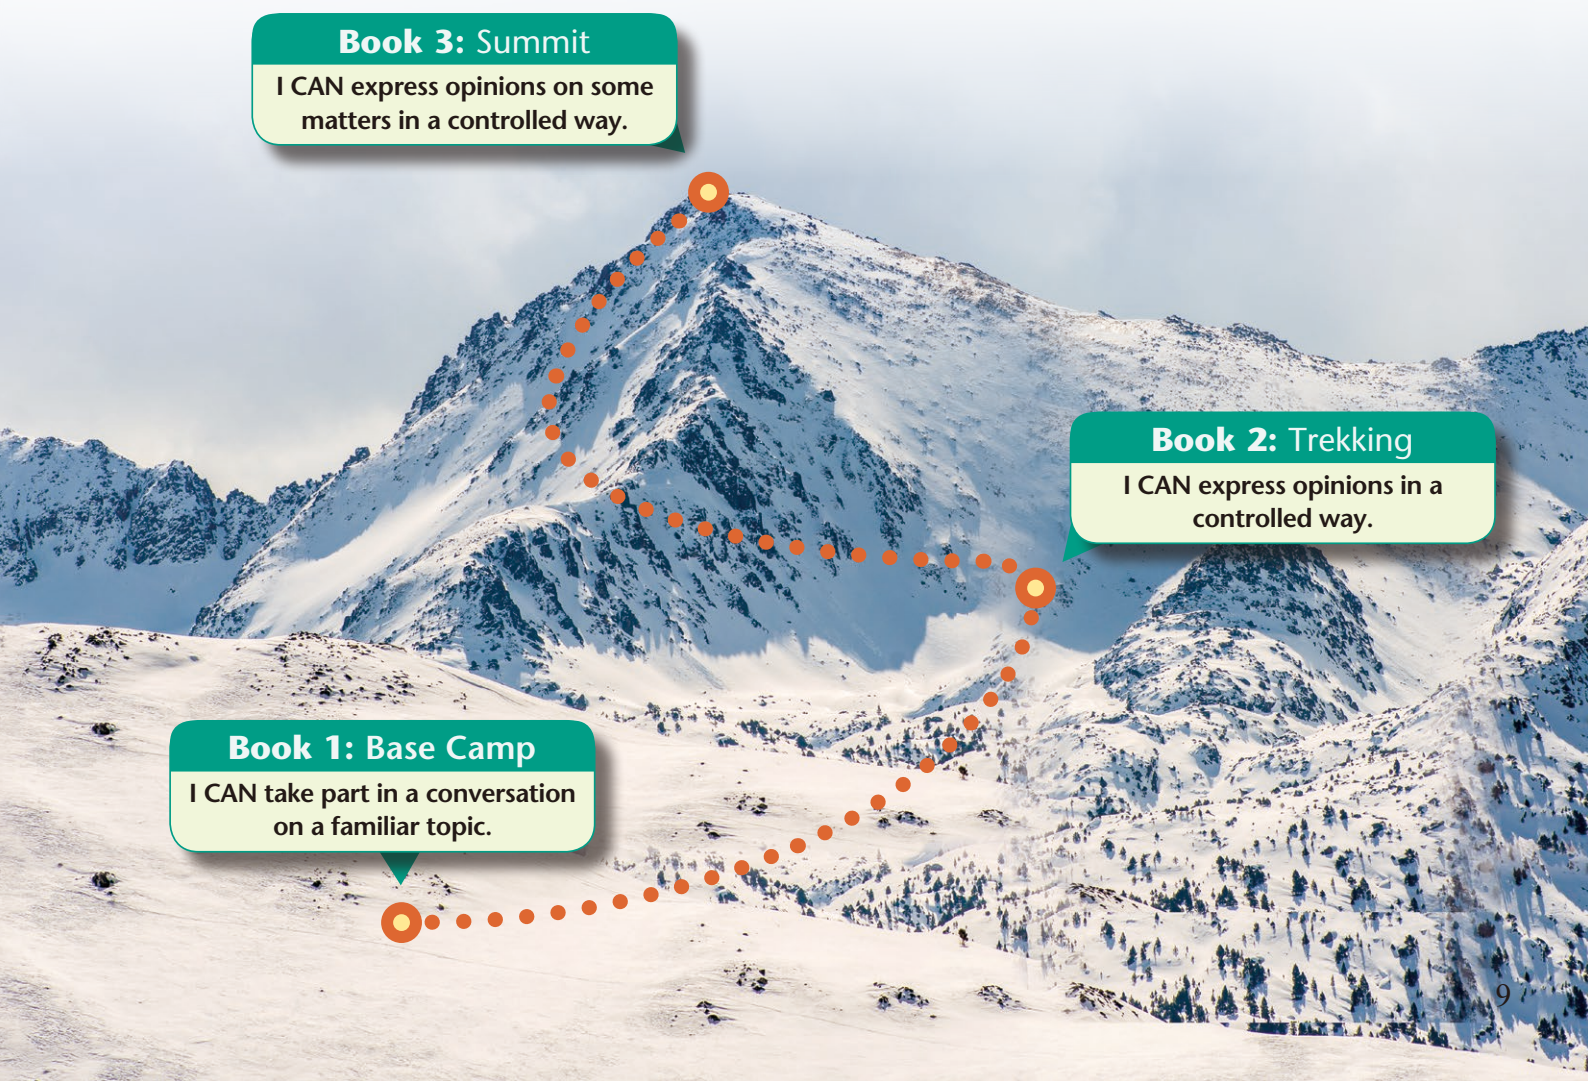 Book 3: Summit
I CAN express opinions on some
matters in a controlled way.
Book 2: Trekking
I CAN express opinions in a
controlled way.
Book 1: Base Camp
I CAN take part in a conversation
on a familiar topic.
9